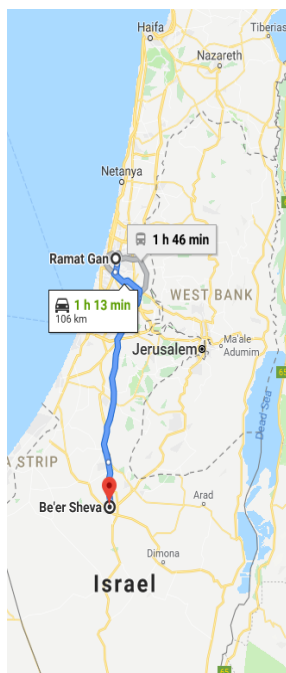 Haifa
Tiberias
Nazareth
Netanya
Ramat Gan
1 h 46 min
1 h 13 min
106 km
WEST BANK
Jerusalem
Ma'ale
Adumim
Dead Sea
A STRIP
Be'er Sheva
Arad
Dimona
Israel